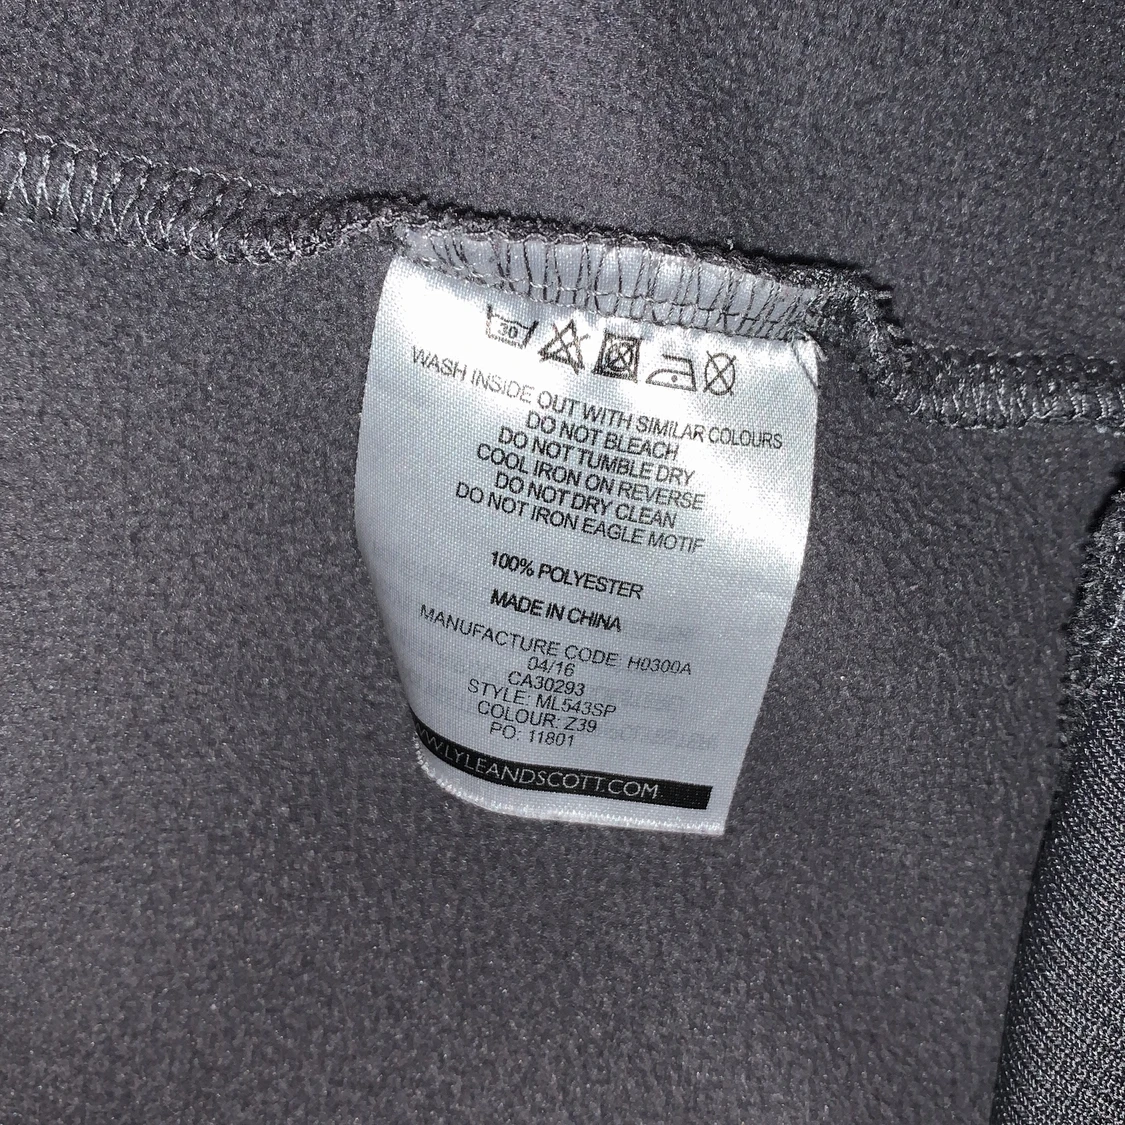 30
WASH INSIDE OUT WITH SIMILAR COLOURS
DO NOT BLEACH
DO NOT TUMBLE DRY
COOL IRON ON REVERSE
DO NOT DRY CLEAN
DO NOT IRON EAGLE MOTIF
100% POLYESTER
MADE IN CHINA
MANUFACTURE CODE: H0300A
04/16
CA30293
STYLE: ML543SP
COLOUR: Z39
PO: 11801
WW.LYLEANDSCOTT.COM